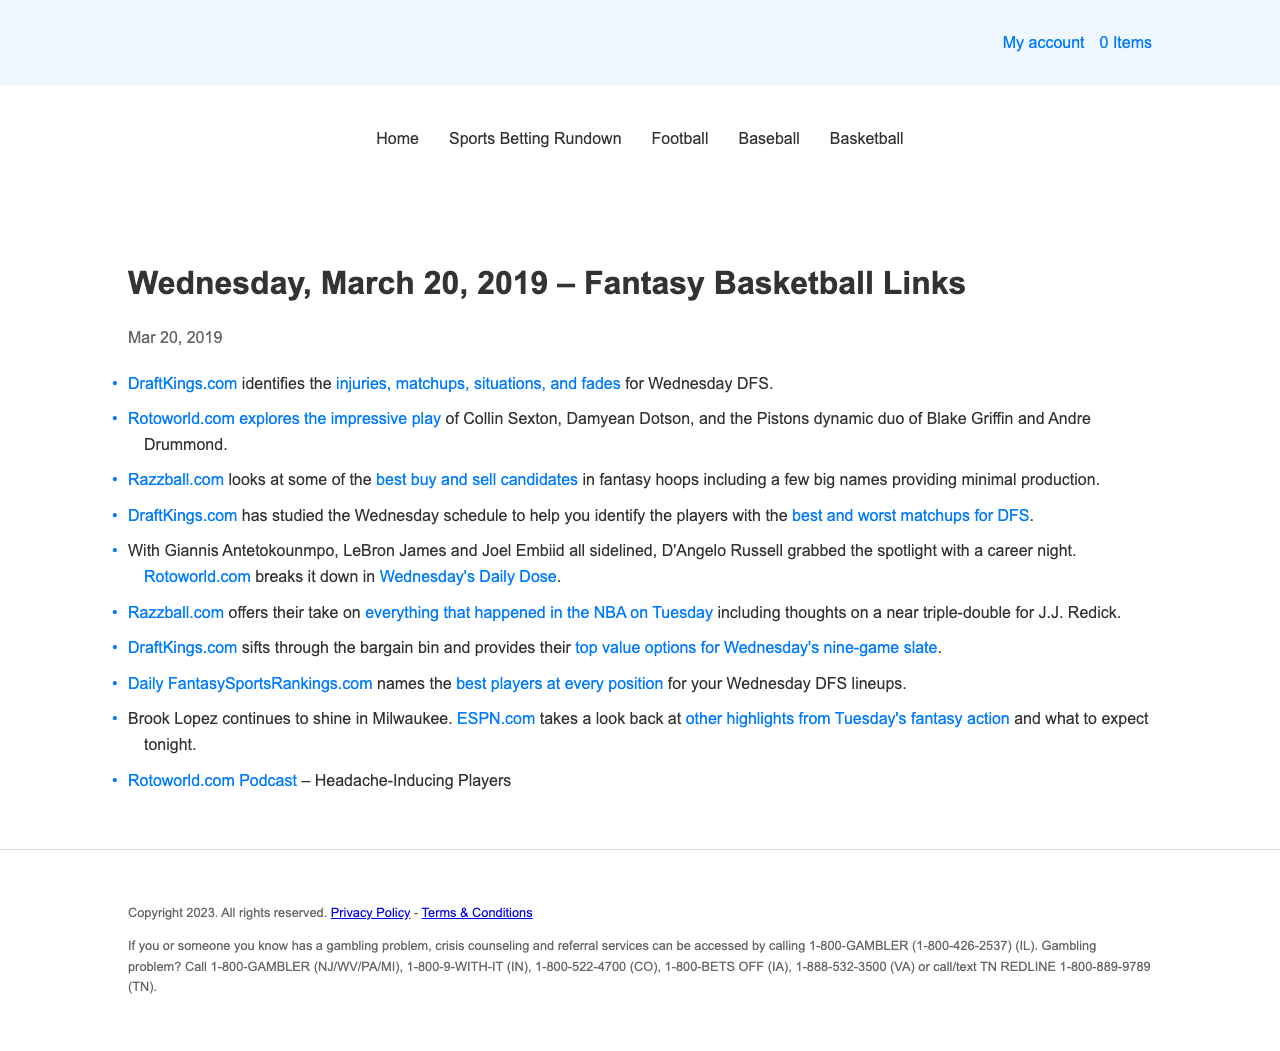 My account 0 Items
Home Sports Betting Rundown Football Baseball Basketball
Wednesday, March 20, 2019 – Fantasy Basketball Links
Mar 20, 2019
• DraftKings.com identifies the injuries, matchups, situations, and fades for Wednesday DFS.
• Rotoworld.com explores the impressive play of Collin Sexton, Damyean Dotson, and the Pistons dynamic duo of Blake Griffin and Andre
Drummond.
• Razzball.com looks at some of the best buy and sell candidates in fantasy hoops including a few big names providing minimal production.
• DraftKings.com has studied the Wednesday schedule to help you identify the players with the best and worst matchups for DFS.
• With Giannis Antetokounmpo, LeBron James and Joel Embiid all sidelined, D'Angelo Russell grabbed the spotlight with a career night.
Rotoworld.com breaks it down in Wednesday's Daily Dose.
• Razzball.com offers their take on everything that happened in the NBA on Tuesday including thoughts on a near triple-double for J.J. Redick.
• DraftKings.com sifts through the bargain bin and provides their top value options for Wednesday's nine-game slate.
• Daily FantasySportsRankings.com names the best players at every position for your Wednesday DFS lineups.
• Brook Lopez continues to shine in Milwaukee. ESPN.com takes a look back at other highlights from Tuesday's fantasy action and what to expect
tonight.
• Rotoworld.com Podcast – Headache-Inducing Players
Copyright 2023. All rights reserved. Privacy Policy - Terms & Conditions
If you or someone you know has a gambling problem, crisis counseling and referral services can be accessed by calling 1-800-GAMBLER (1-800-426-2537) (IL). Gambling
problem? Call 1-800-GAMBLER (NJ/WV/PA/MI), 1-800-9-WITH-IT (IN), 1-800-522-4700 (CO), 1-800-BETS OFF (IA), 1-888-532-3500 (VA) or call/text TN REDLINE 1-800-889-9789
(TN).